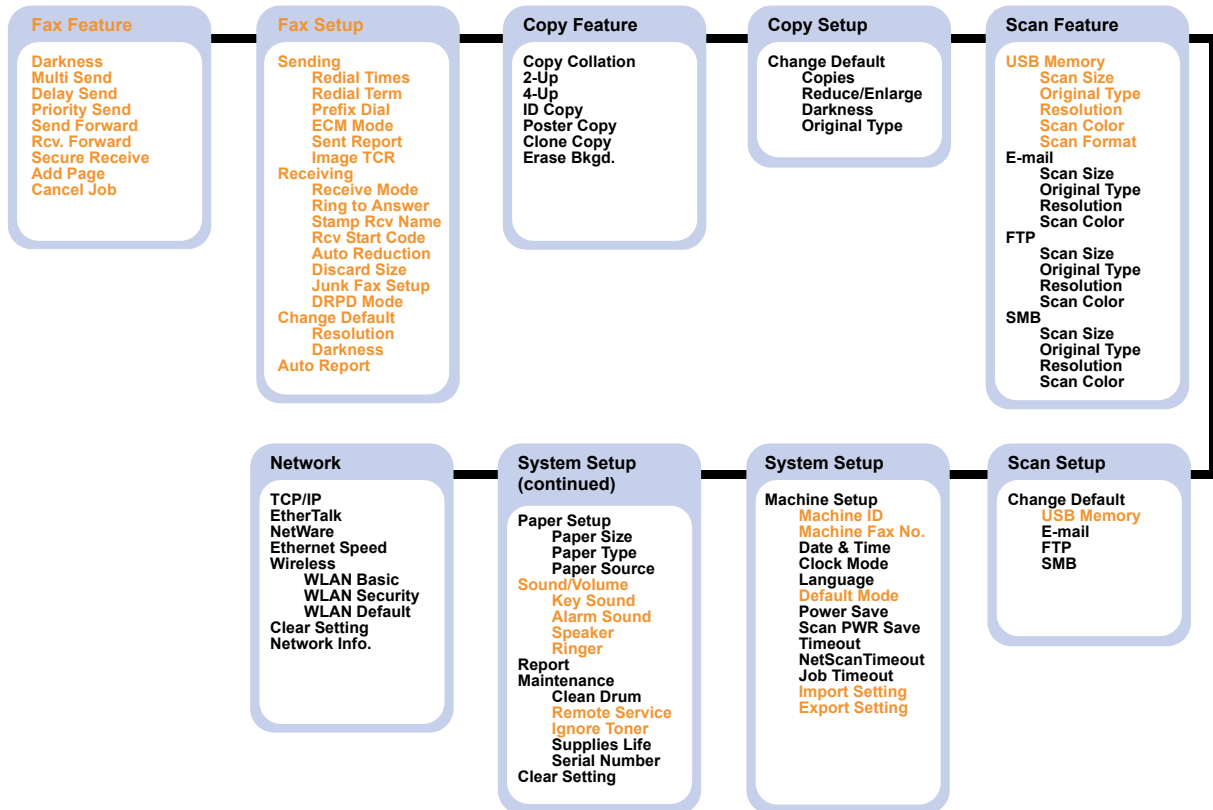 Fax Feature
Darkness
Multi Send
Delay Send
Priority Send
Send Forward
Rcv. Forward
Secure Receive
Add Page
Cancel Job
Fax Setup
Sending
Redial Times
Redial Term
Prefix Dial
ECM Mode
Sent Report
Image TCR
Receiving
Receive Mode
Ring to Answer
Stamp Rcv Name
Rcv Start Code
Auto Reduction
Discard Size
Junk Fax Setup
DRPD Mode
Change Default
Resolution
Darkness
Auto Report
Copy Feature
Copy Collation
2-Up
4-Up
ID Copy
Poster Copy
Clone Copy
Erase Bkgd.
Copy Setup
Change Default
Copies
Reduce/Enlarge
Darkness
Original Type
Scan Feature
USB Memory
Scan Size
Original Type
Resolution
Scan Color
Scan Format
E-mail
Scan Size
Original Type
Resolution
Scan Color
FTP
Scan Size
Original Type
Resolution
Scan Color
SMB
Scan Size
Original Type
Resolution
Scan Color
Network
TCP/IP
EtherTalk
NetWare
Ethernet Speed
Wireless
WLAN Basic
WLAN Security
WLAN Default
Clear Setting
Network Info.
System Setup
(continued)
Paper Setup
Paper Size
Paper Type
Paper Source
Sound/Volume
Key Sound
Alarm Sound
Speaker
Ringer
Report
Maintenance
Clean Drum
Remote Service
Ignore Toner
Supplies Life
Serial Number
Clear Setting
System Setup
Machine Setup
Machine ID
Machine Fax No.
Date & Time
Clock Mode
Language
Default Mode
Power Save
Scan PWR Save
Timeout
NetScanTimeout
Job Timeout
Import Setting
Export Setting
Scan Setup
Change Default
USB Memory
E-mail
FTP
SMB